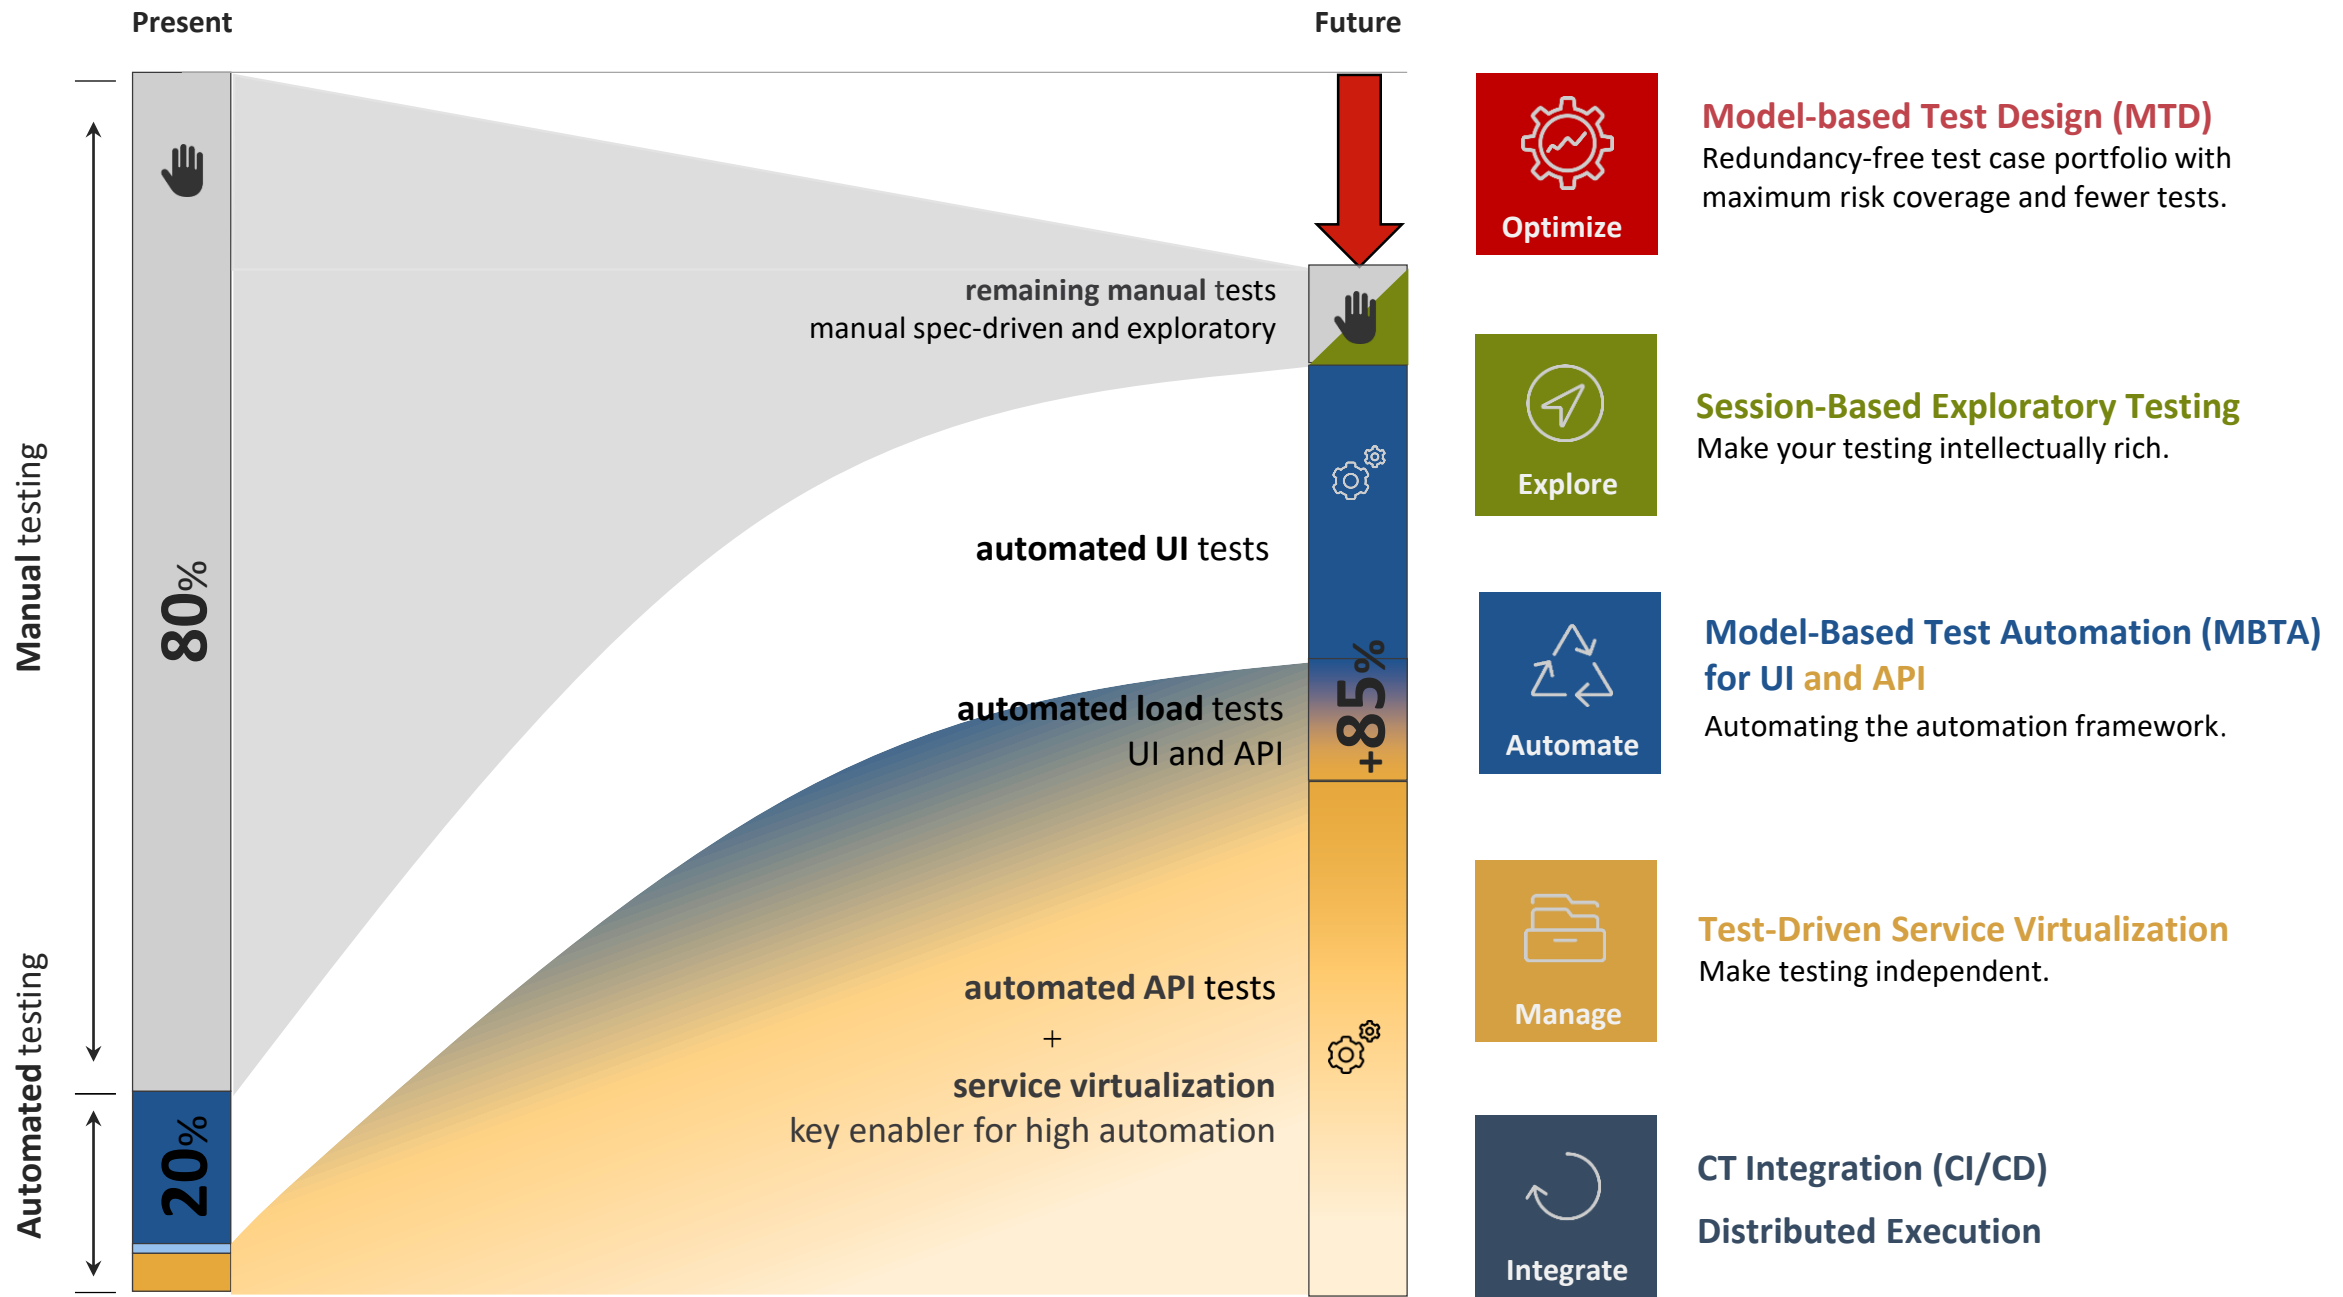 Present
Future
Manual testing
Automated testing
80%
20%
remaining manual tests
manual spec-driven and exploratory
automated UI tests
automated load tests
UI and API
automated API tests
+
service virtualization
key enabler for high automation
+85%
Optimize
Model-based Test Design (MTD)
Redundancy-free test case portfolio with
maximum risk coverage and fewer tests.
Explore
Session-Based Exploratory Testing
Make your testing intellectually rich.
Automate
Model-Based Test Automation (MBTA)
for UI and API
Automating the automation framework.
Manage
Test-Driven Service Virtualization
Make testing independent.
Integrate
CT Integration (CI/CD)
Distributed Execution